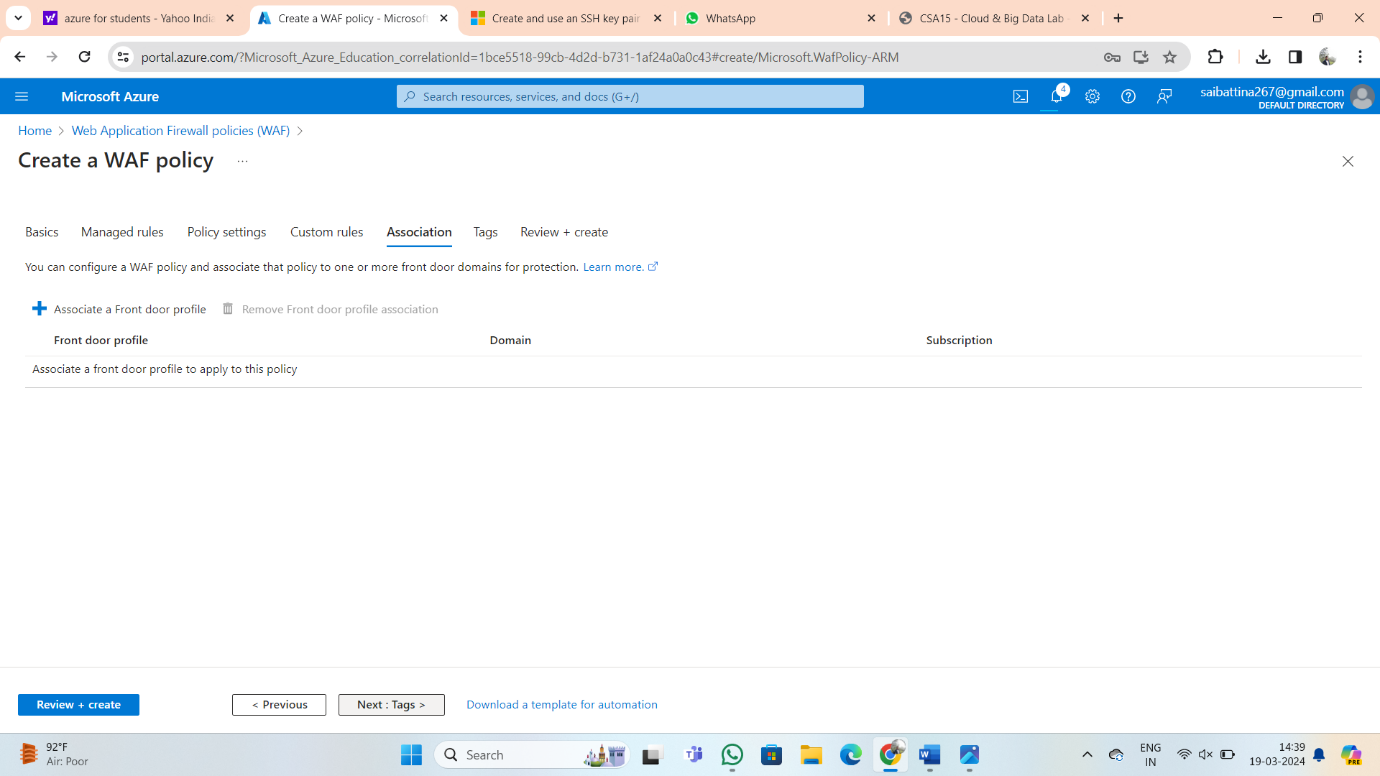 azure for students - Yahoo Indi
Create a WAF policy - Microsoft
Create and use an SSH key pair
WhatsApp
CSA15 - Cloud & Big Data Lab
portal.azure.com/?Microsoft_Azure_Education_correlationId=1bce5518-99cb-4d2d-b731-1af24a0a0c43#create/Microsoft.WafPolicy-ARM
Microsoft Azure
Search resources, services, and docs (G+/)
4
saibattina267@gmail.com
DEFAULT DIRECTORY
Home > Web Application Firewall policies (WAF) >
Create a WAF policy ...
Basics Managed rules Policy settings Custom rules Association Tags Review + create
You can configure a WAF policy and associate that policy to one or more front door domains for protection. Learn more.
Associate a Front door profile Remove Front door profile association
Front door profile Domain Subscription
Associate a front door profile to apply to this policy
Review + create < Previous Next : Tags > Download a template for automation
92°F
Air: Poor
Search
ENG
IN
14:39
19-03-2024
PRE